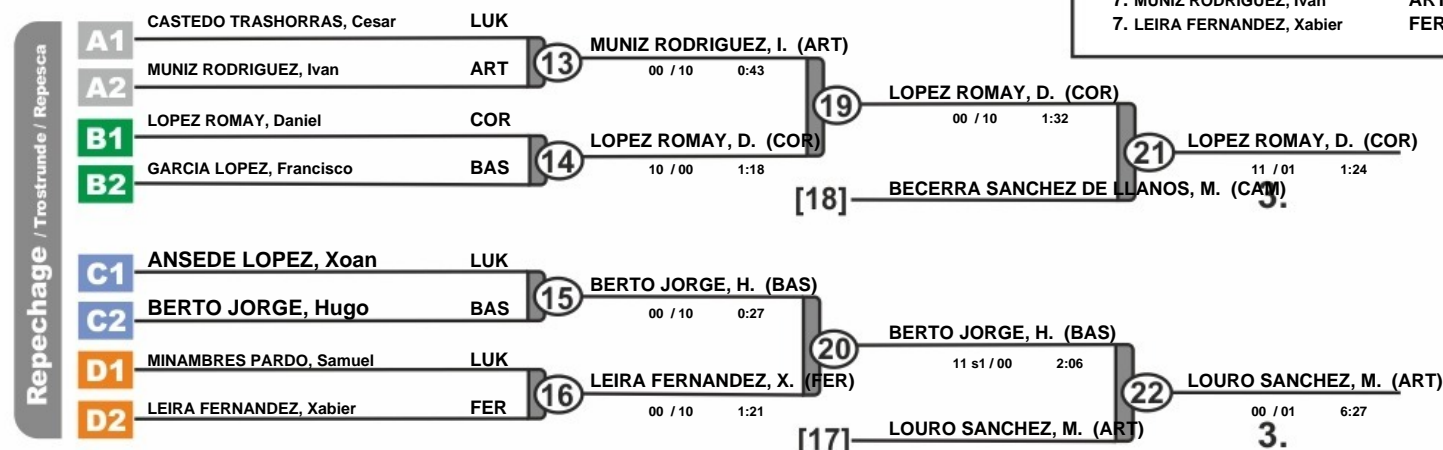 7. MUNIZ RODRIGUEZ, Ivan
7. LEIRA FERNANDEZ, Xabier FER
Repechage / Trostrunde / Repesca
A1 CASTEDO TRASHORRAS, Cesar LUK
A2 MUNIZ RODRIGUEZ, Ivan ART
13 MUNIZ RODRIGUEZ, I. (ART)
00 / 10 0:43
B1 LOPEZ ROMAY, Daniel COR
B2 GARCIA LOPEZ, Francisco BAS
14 LOPEZ ROMAY, D. (COR)
10 / 00 1:18
19 LOPEZ ROMAY, D. (COR)
00 / 10 1:32
[18] BECERRA SANCHEZ DE LLANOS, M. (CAM)
21 LOPEZ ROMAY, D. (COR)
11 / 01 1:24
3.
C1 ANSEDE LOPEZ, Xoan LUK
C2 BERTO JORGE, Hugo BAS
15 BERTO JORGE, H. (BAS)
00 / 10 0:27
D1 MINAMBRES PARDO, Samuel LUK
D2 LEIRA FERNANDEZ, Xabier FER
16 LEIRA FERNANDEZ, X. (FER)
00 / 10 1:21
20 BERTO JORGE, H. (BAS)
11 s1 / 00 2:06
[17] LOURO SANCHEZ, M. (ART)
22 LOURO SANCHEZ, M. (ART)
00 / 01 6:27
3.